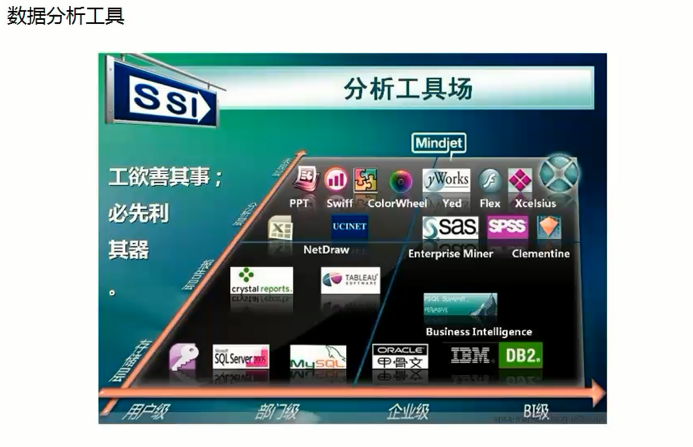 数据分析工具
SSI
分析工具场
Mindjet
工欲善其事；
必先利
其器
。
yWorks
PPT Swiff ColorWheel Yed Flex Xcelsius
UCINET
sas
SPSS
NetDraw
Enterprise Miner Clementine
crystal reports.
TABLEAU
SOFTWARE
Business Intelligence
Microsoft
SQL Server 2005
MySQL
ORACLE
甲骨文
IBM
DB2.
用户级 部门级 企业级 BI级